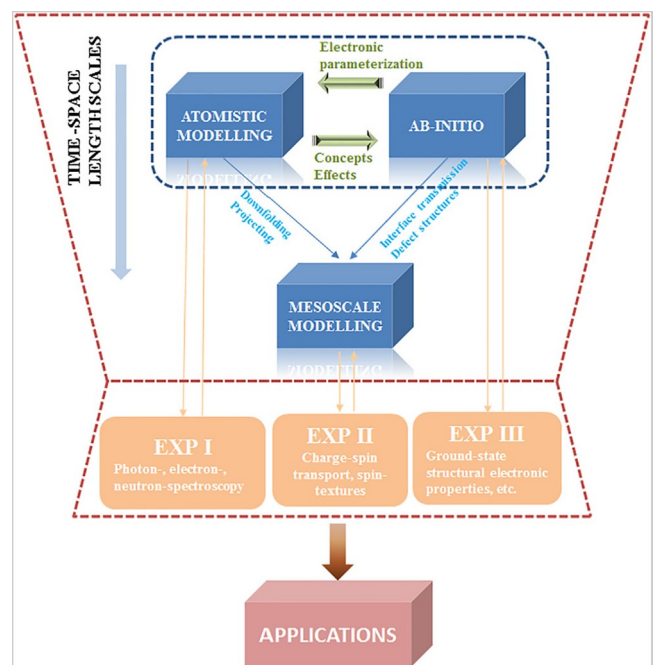 Electronic
parameterization
TIME -SPACE
LENGTH SCALES
ATOMISTIC
MODELLING
AB-INITIO
MODELLING
Concepts
Effects
Downfolding
Projecting
Interface transmission
Defect structures
MESOSCALE
MODELLING
MODELLING
EXP I
Photon-, electron-,
neutron-spectroscopy
EXP II
Charge-spin
transport, spin-
textures
EXP III
Ground-state
structural electronic
properties, etc.
APPLICATIONS